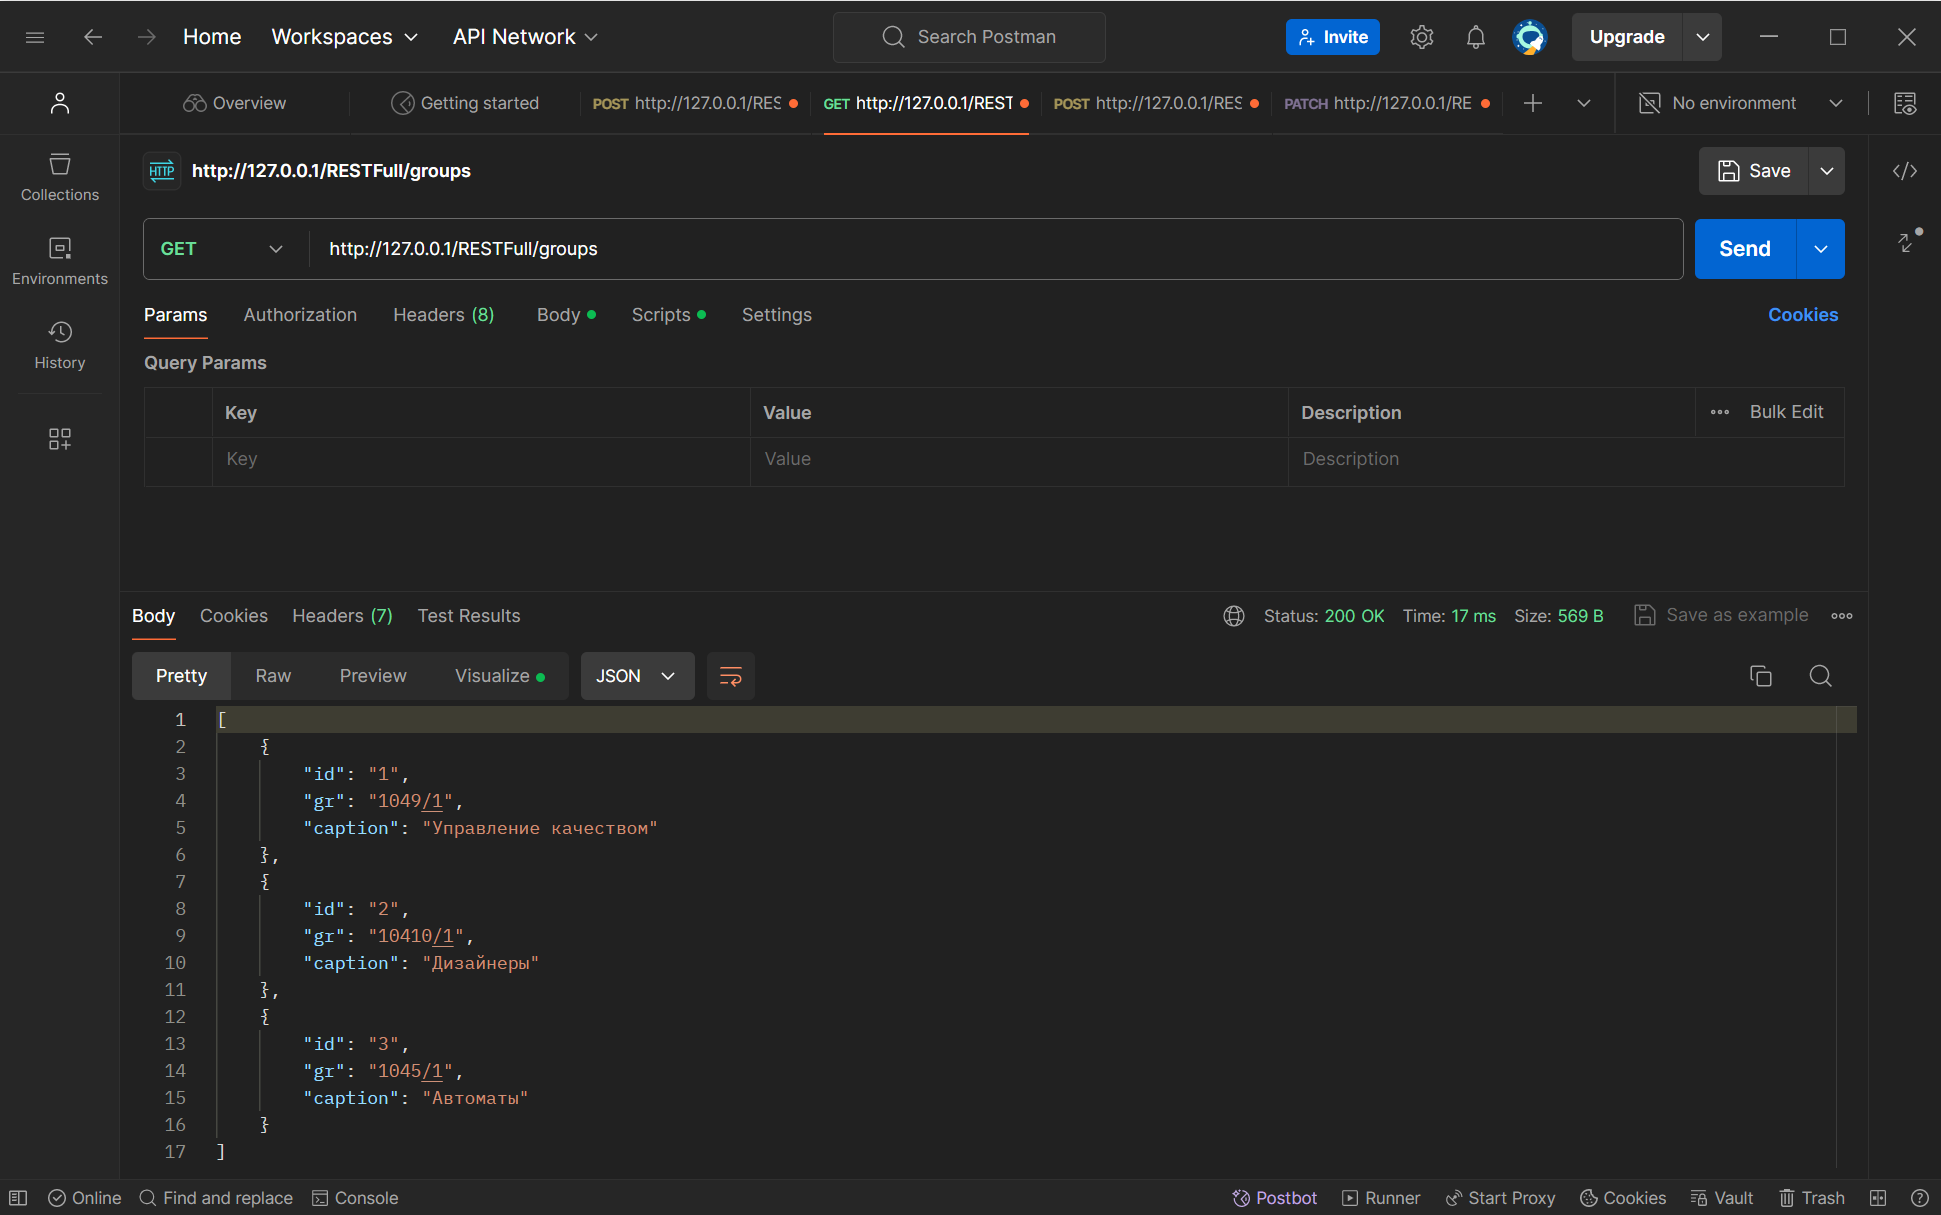 Home Workspaces API Network Search Postman Invite Upgrade
Overview Getting started POST http://127.0.0.1/RES GET http://127.0.0.1/REST POST http://127.0.0.1/RES PATCH http://127.0.0.1/RE No environment
HTTP http://127.0.0.1/RESTFull/groups Save
Collections
GET http://127.0.0.1/RESTFull/groups Send
Environments
Params Authorization Headers (8) Body Scripts Settings Cookies
History
Query Params
Key Value Description Bulk Edit
Key Value Description
Body Cookies Headers (7) Test Results Status: 200 OK Time: 17 ms Size: 569 B Save as example
Pretty Raw Preview Visualize JSON
1 [
2 {
3 "id": "1",
4 "gr": "1049/1",
5 "caption": "Управление качеством"
6 },
7 {
8 "id": "2",
9 "gr": "10410/1",
10 "caption": "Дизайнеры"
11 },
12 {
13 "id": "3",
14 "gr": "1045/1",
15 "caption": "Автоматы"
16 }
17 ]
Online Find and replace Console Postbot Runner Start Proxy Cookies Vault Trash